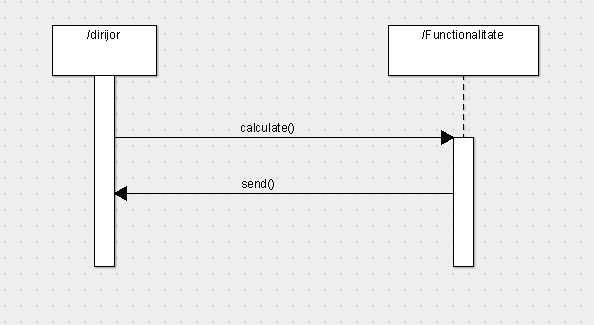 /dirijor
/Functionalitate
calculate()
send()